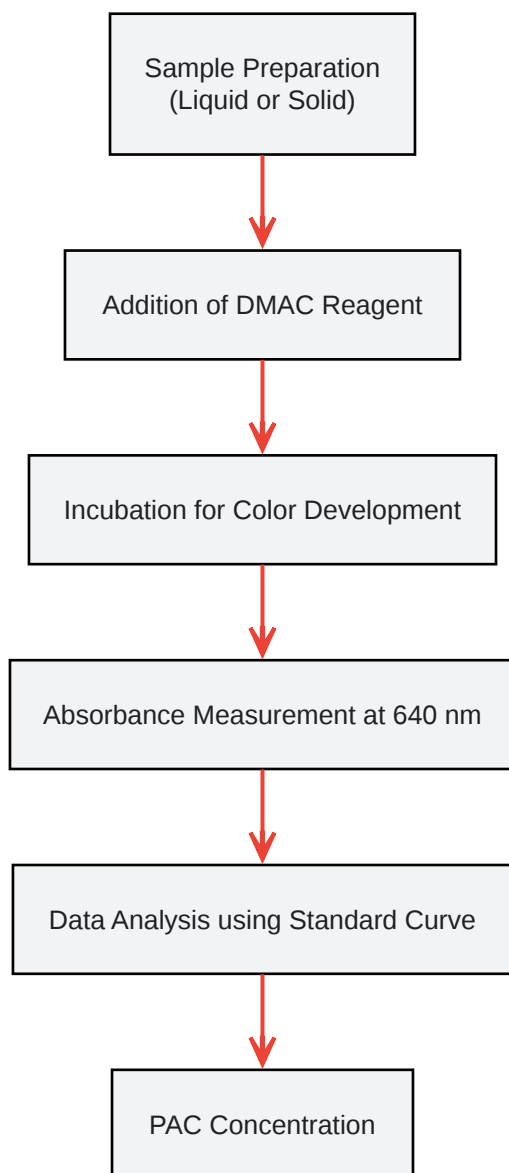 Sample Preparation
(Liquid or Solid)
Addition of DMAC Reagent
Incubation for Color Development
Absorbance Measurement at 640 nm
Data Analysis using Standard Curve
PAC Concentration